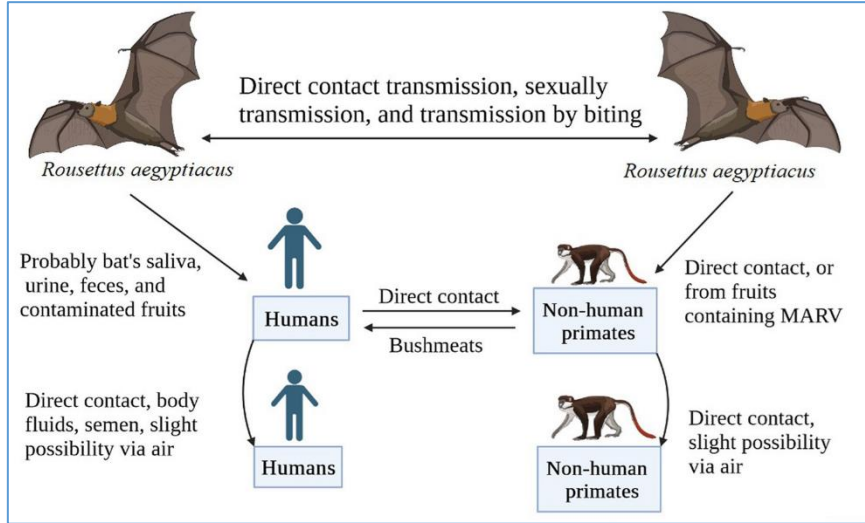 Direct contact transmission, sexually
transmission, and transmission by biting
Rousettus aegyptiacus
Rousettus aegyptiacus
Probably bat's saliva,
urine, feces, and
contaminated fruits
Humans
Direct contact
Bushmeats
Non-human
primates
Direct contact, or
from fruits
containing MARV
Direct contact, body
fluids, semen, slight
possibility via air
Humans
Non-human
primates
Direct contact,
slight possibility
via air